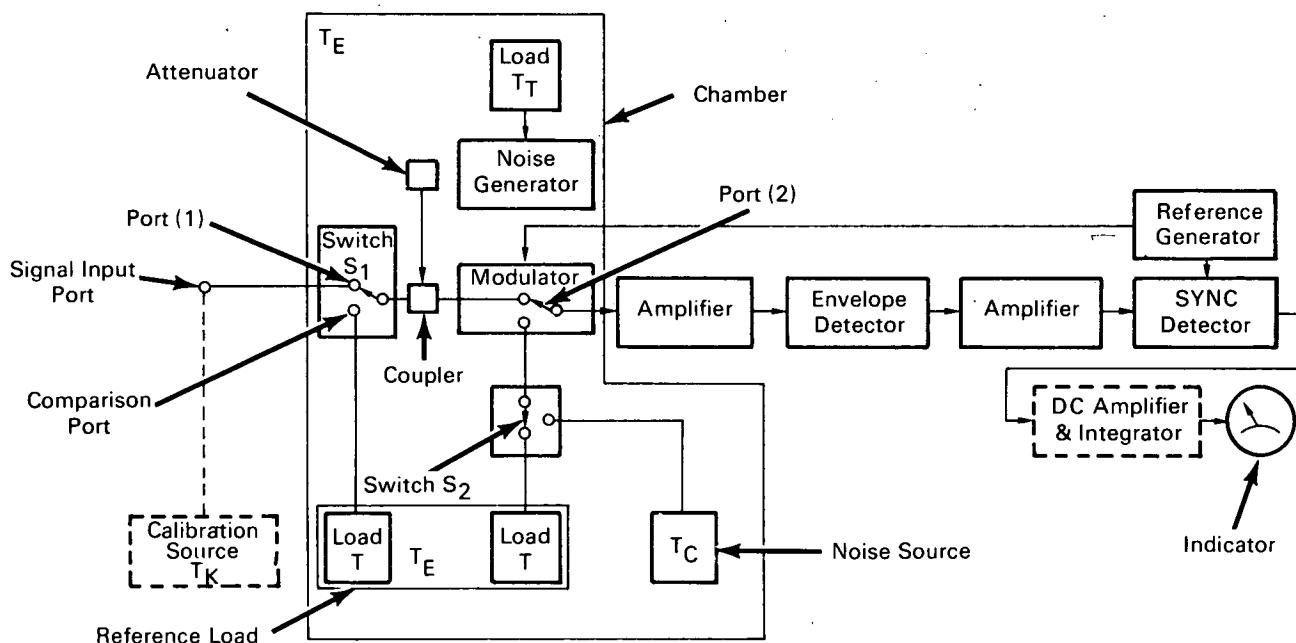 T_E
Load
T_T
Attenuator
Chamber
Noise
Generator
Port (1)
Port (2)
Reference
Generator
Switch
S_1
Signal Input
Port
Modulator
Amplifier
Envelope
Detector
Amplifier
SYNC
Detector
Coupler
Comparison
Port
DC Amplifier
& Integrator
Switch S_2
Calibration
Source
T_K
Load
T
T_E
Load
T
T_C
Noise Source
Indicator
Reference Load